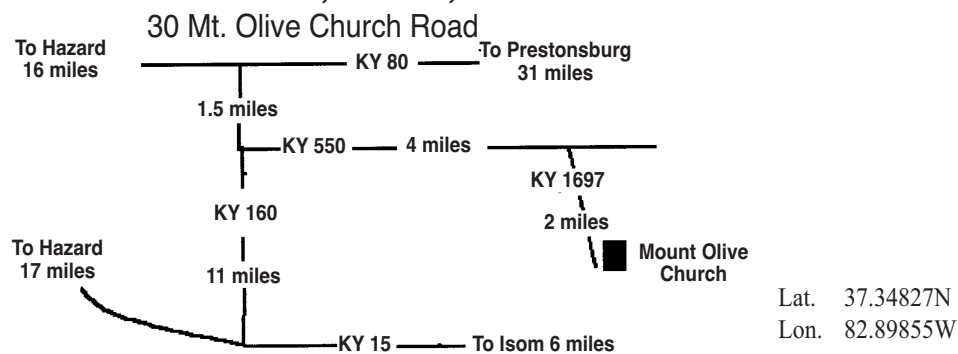 30 Mt. Olive Church Road
To Hazard
16 miles
KY 80
To Prestonsburg
31 miles
1.5 miles
KY 550
4 miles
KY 1697
KY 160
2 miles
To Hazard
17 miles
11 miles
Mount Olive
Church
Lat. 37.34827N
Lon. 82.89855W
KY 15
To Isom 6 miles